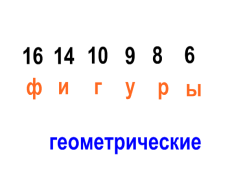 16 14 10 9 8 6
ф и г у р ы
геометрические